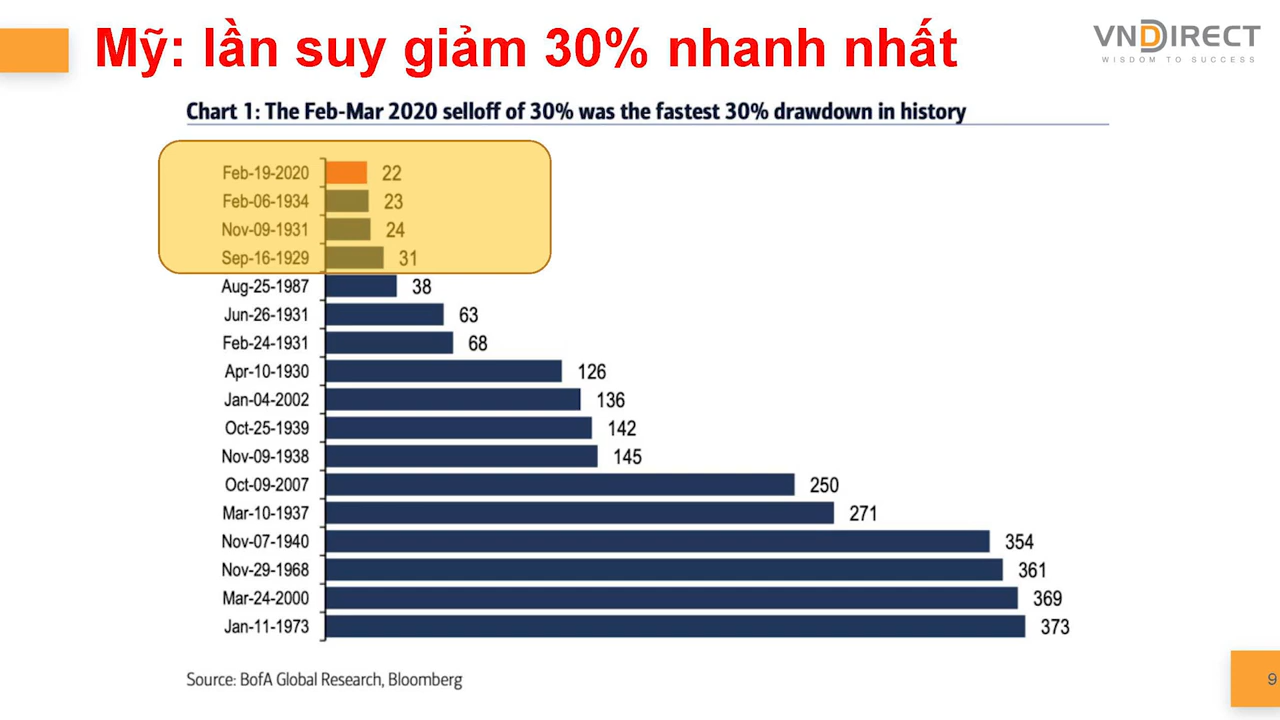 Mỹ: lần suy giảm 30% nhanh nhất
VNDIRECT
WISDOM TO SUCCESS
Chart 1: The Feb-Mar 2020 selloff of 30% was the fastest 30% drawdown in history
Feb-19-2020 22
Feb-06-1934 23
Nov-09-1931 24
Sep-16-1929 31
Aug-25-1987 38
Jun-26-1931 63
Feb-24-1931 68
Apr-10-1930 126
Jan-04-2002 136
Oct-25-1939 142
Nov-09-1938 145
Oct-09-2007 250
Mar-10-1937 271
Nov-07-1940 354
Nov-29-1968 361
Mar-24-2000 369
Jan-11-1973 373
Source: BofA Global Research, Bloomberg
9